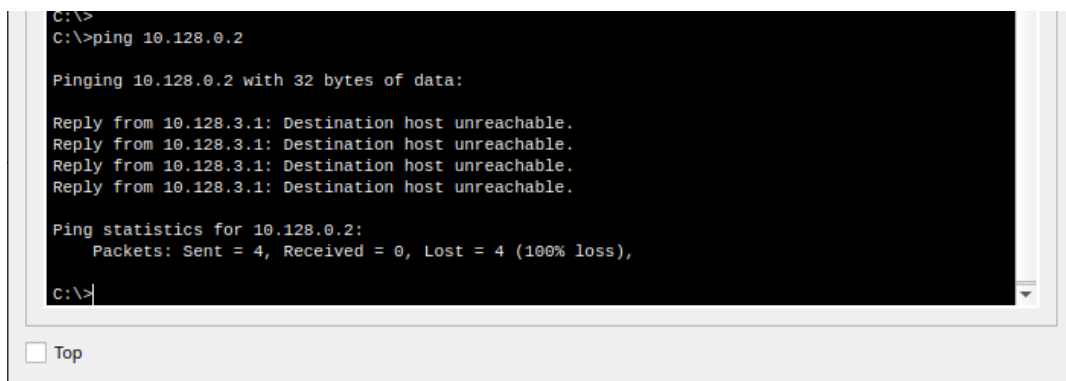 C:\>
C:\>ping 10.128.0.2
Pinging 10.128.0.2 with 32 bytes of data:
Reply from 10.128.3.1: Destination host unreachable.
Reply from 10.128.3.1: Destination host unreachable.
Reply from 10.128.3.1: Destination host unreachable.
Reply from 10.128.3.1: Destination host unreachable.
Ping statistics for 10.128.0.2:
    Packets: Sent = 4, Received = 0, Lost = 4 (100% loss),
C:\>
Top